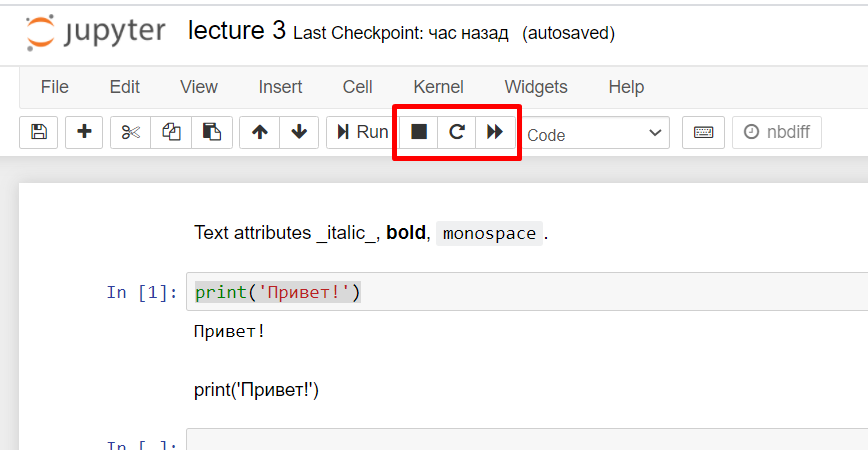 jupyter lecture 3 Last Checkpoint: час назад (autosaved)
File Edit View Insert Cell Kernel Widgets Help
Run Code nbdiff
Text attributes _italic_, bold, monospace.
In [1]: print('Привет!')
Привет!
print('Привет!')
In [ ]: